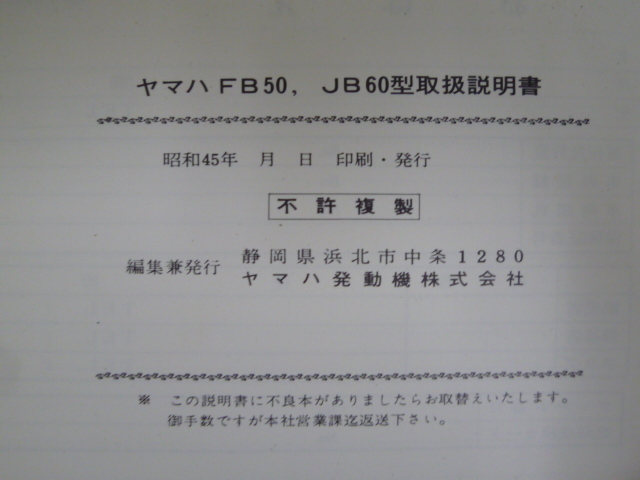 ヤマハFB50, JB60型取扱説明書
昭和45年 月 日 印刷・発行
不許複製
編集兼発行 静岡県浜北市中条1280
ヤマハ発動機株式会社
※ この説明書に不良本がありましたらお取替えいたします。
御手数ですが本社営業課迄返送下さい。